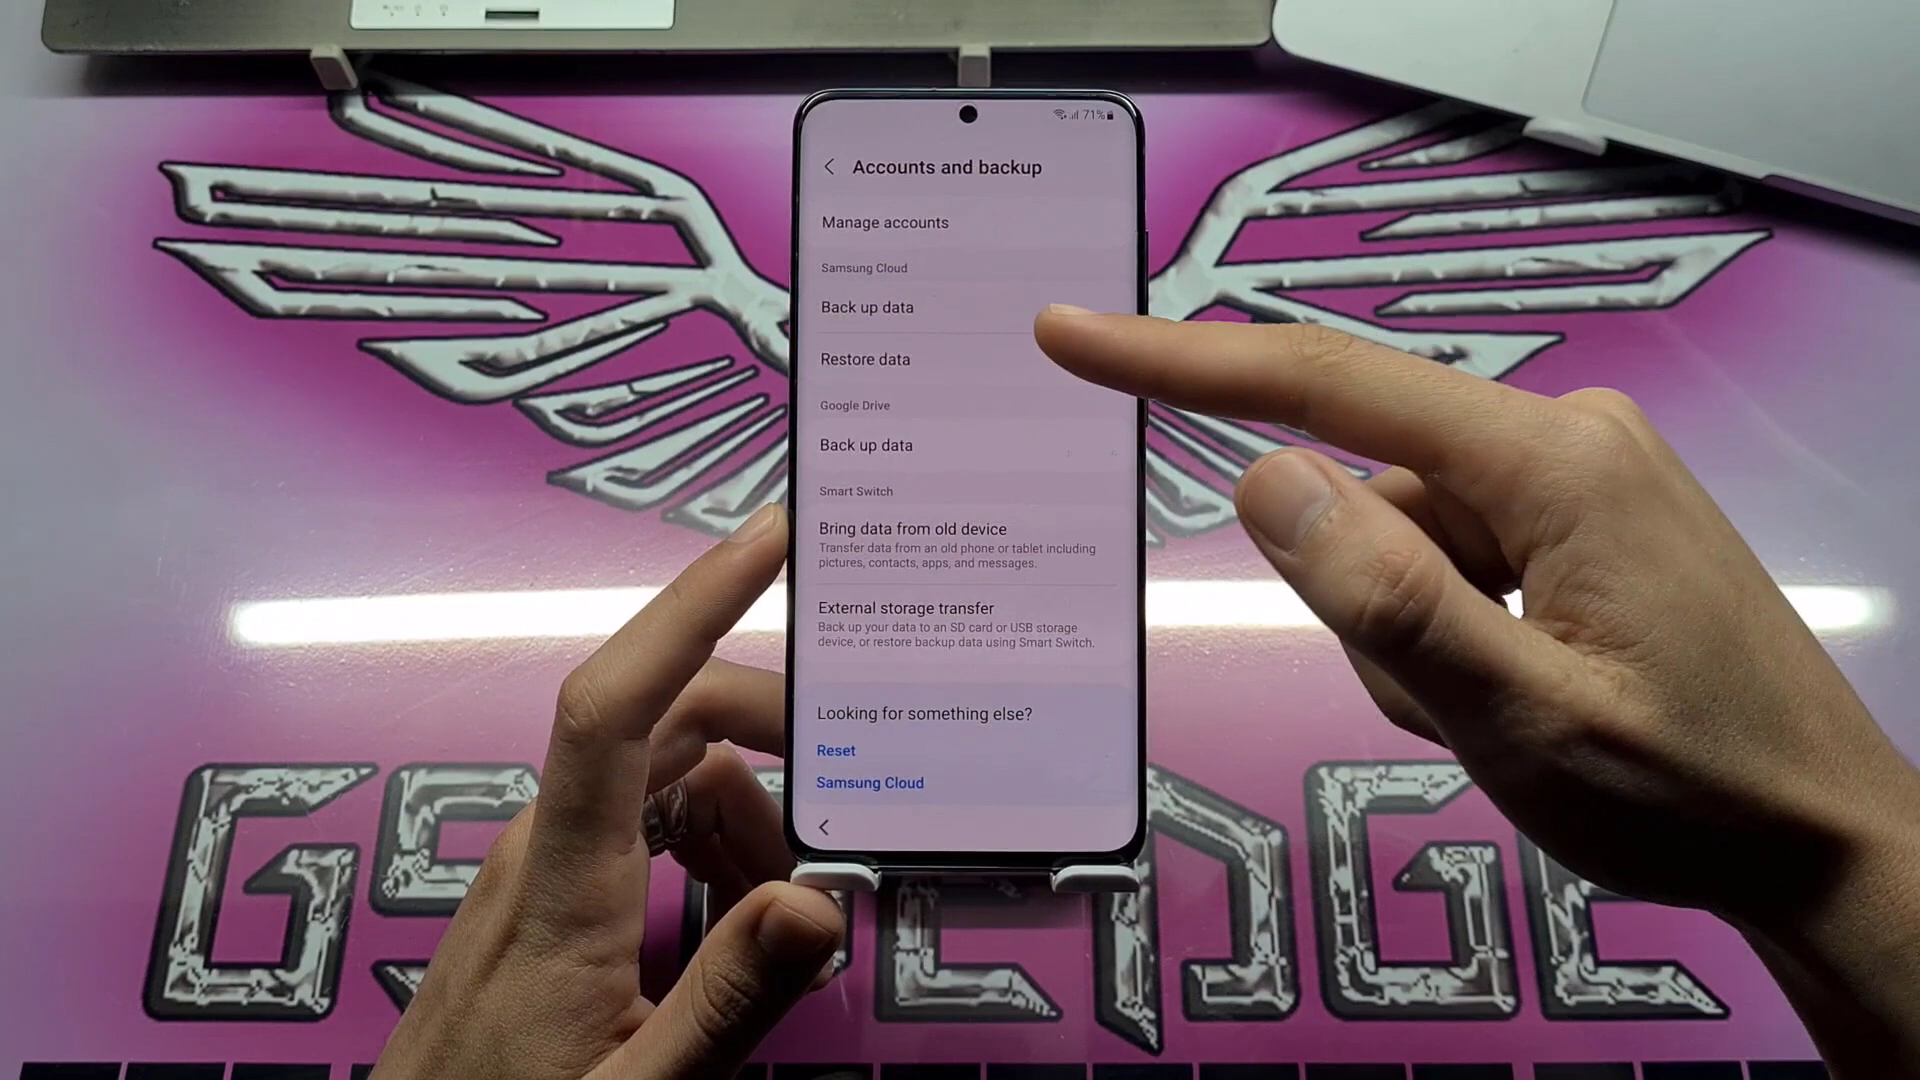 71%
Accounts and backup
Manage accounts
Samsung Cloud
Back up data
Restore data
Google Drive
Back up data
Smart Switch
Bring data from old device
Transfer data from an old phone or tablet including
pictures, contacts, apps, and messages.
External storage transfer
Back up your data to an SD card or USB storage
device, or restore backup data using Smart Switch.
Looking for something else?
Reset
Samsung Cloud